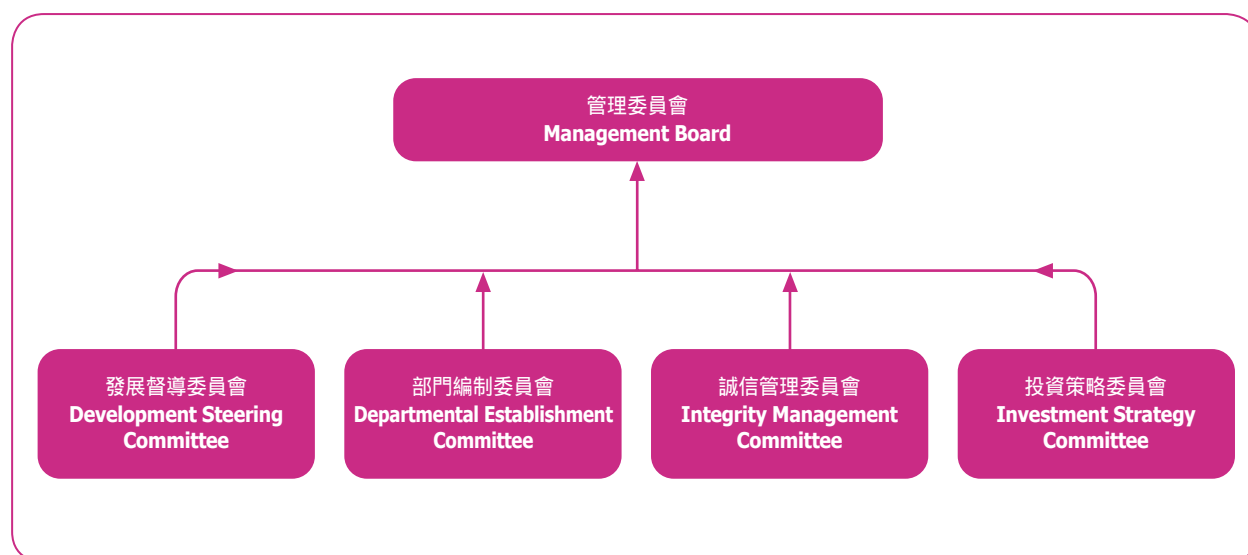 管理委員會
Management Board
發展督導委員會
Development Steering
Committee
部門編制委員會
Departmental Establishment
Committee
誠信管理委員會
Integrity Management
Committee
投資策略委員會
Investment Strategy
Committee